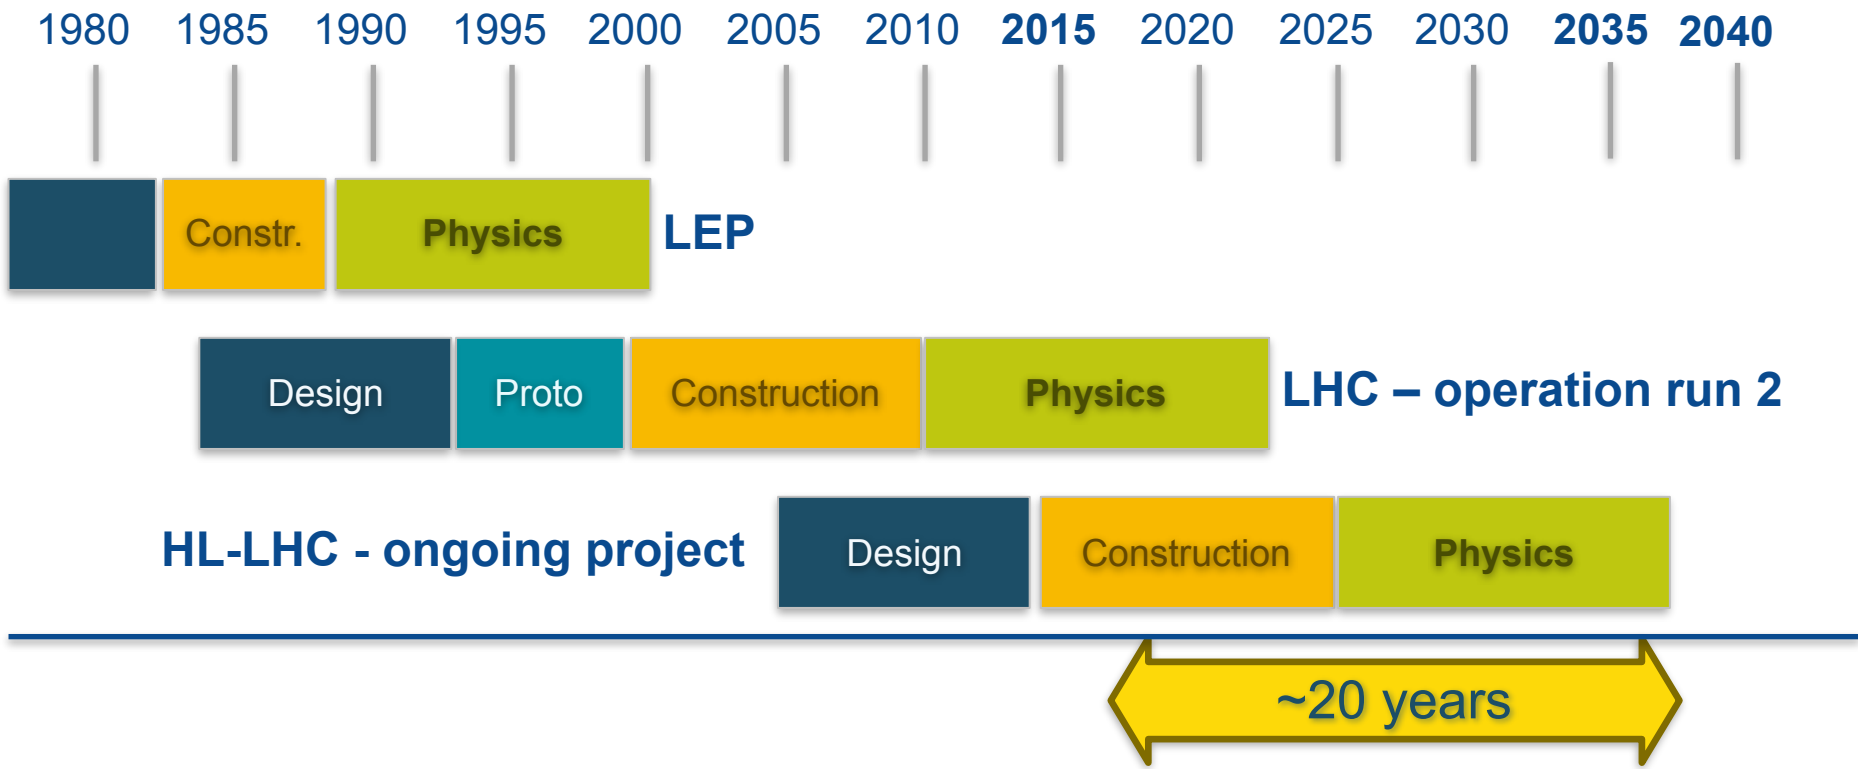 1980 1985 1990 1995 2000 2005 2010 2015 2020 2025 2030 2035 2040
Constr. Physics LEP
Design Proto Construction Physics LHC – operation run 2
HL-LHC - ongoing project Design Construction Physics
~20 years